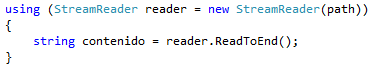 using (StreamReader reader = new StreamReader(path))
{
    string contenido = reader.ReadToEnd();
}